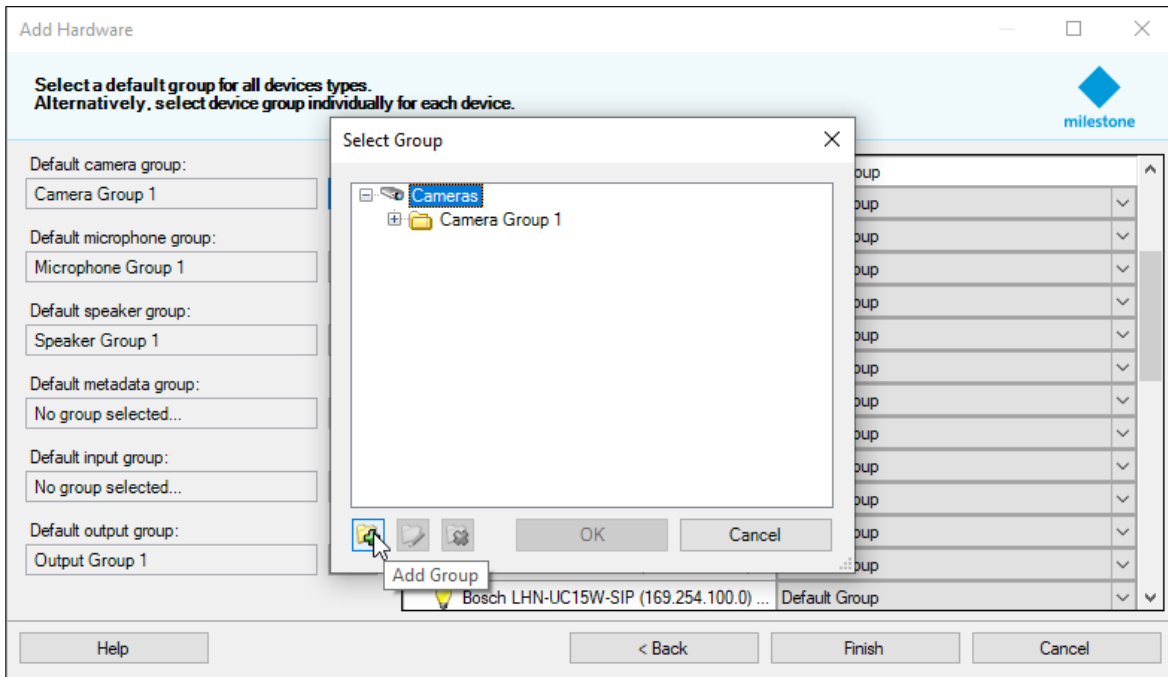 Add Hardware
Select a default group for all devices types.
Alternatively, select device group individually for each device.
milestone
Default camera group:
Camera Group 1
Default microphone group:
Microphone Group 1
Default speaker group:
Speaker Group 1
Default metadata group:
No group selected...
Default input group:
No group selected...
Default output group:
Output Group 1
Select Group
Cameras
Camera Group 1
OK
Cancel
Add Group
Bosch LHN-UC15W-SIP (169.254.100.0) ...
Default Group
Help
< Back
Finish
Cancel